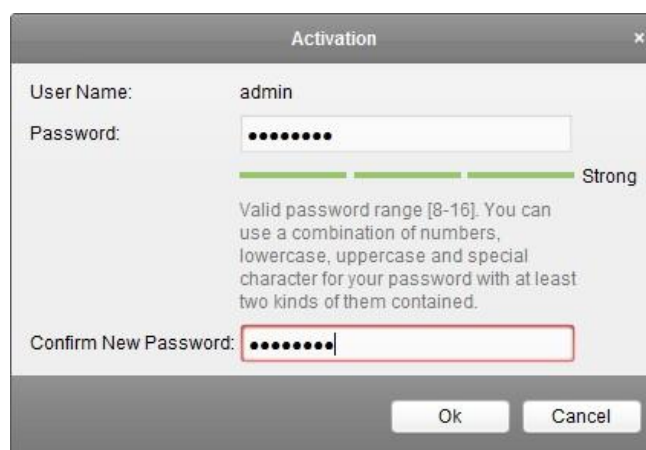 Activation
×
User Name: admin
Password: ••••••••
Strong
Valid password range [8-16]. You can
use a combination of numbers,
lowercase, uppercase and special
character for your password with at least
two kinds of them contained.
Confirm New Password: ••••••••
Ok Cancel